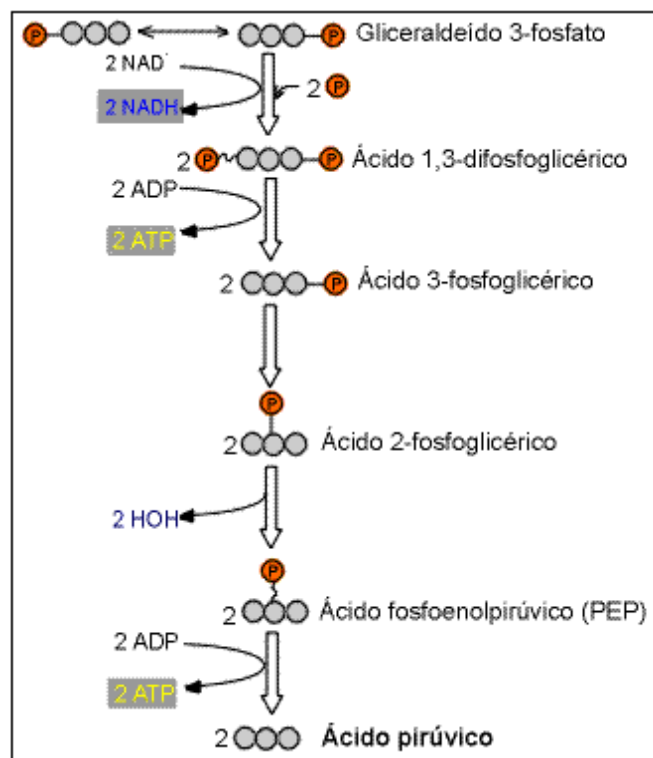 P P Gliceraldeído 3-fosfato
2 NAD+
2 P
2 NADH
2 P P Ácido 1,3-difosfoglicérico
2 ADP
2 ATP
2 P Ácido 3-fosfoglicérico
P
2 Ácido 2-fosfoglicérico
2 HOH
P
2 Ácido fosfoenolpirúvico (PEP)
2 ADP
2 ATP
2 Ácido pirúvico